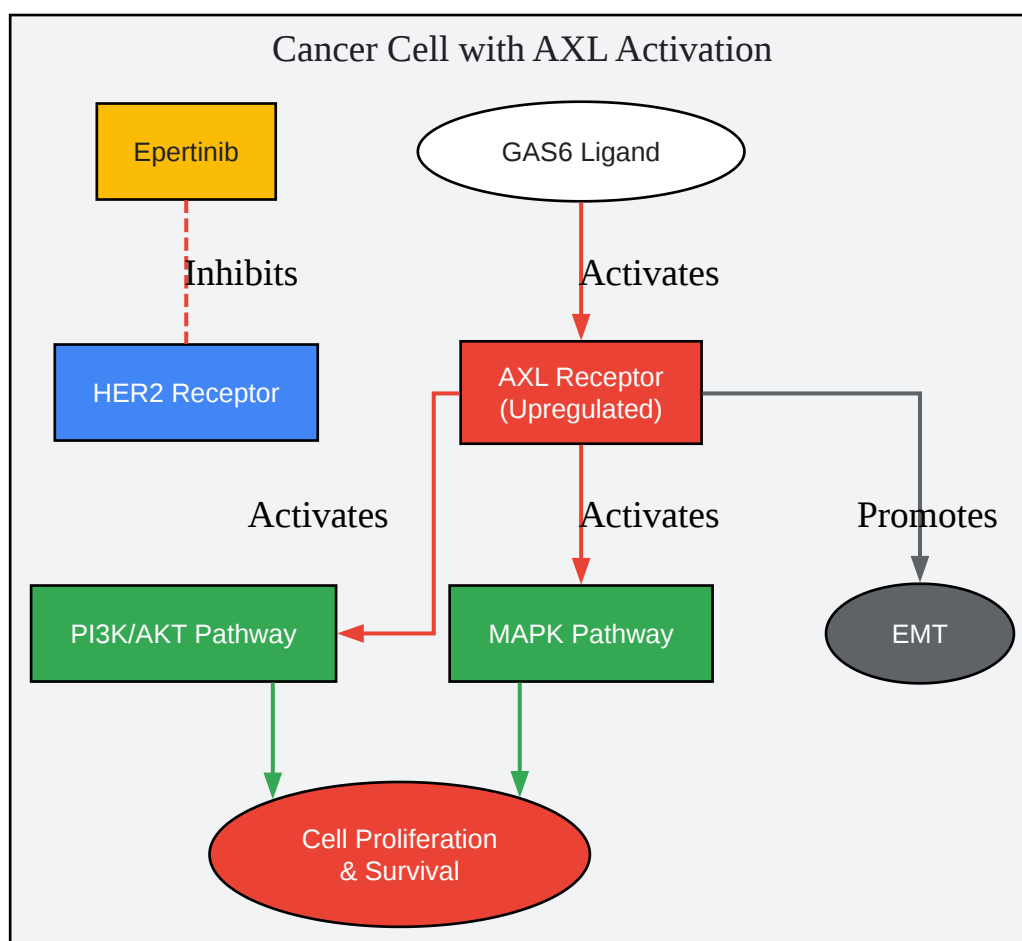 Cancer Cell with AXL Activation
Epertinib
GAS6 Ligand
Inhibits
Activates
HER2 Receptor
AXL Receptor
(Upregulated)
Activates
Activates
Promotes
PI3K/AKT Pathway
MAPK Pathway
EMT
Cell Proliferation
& Survival